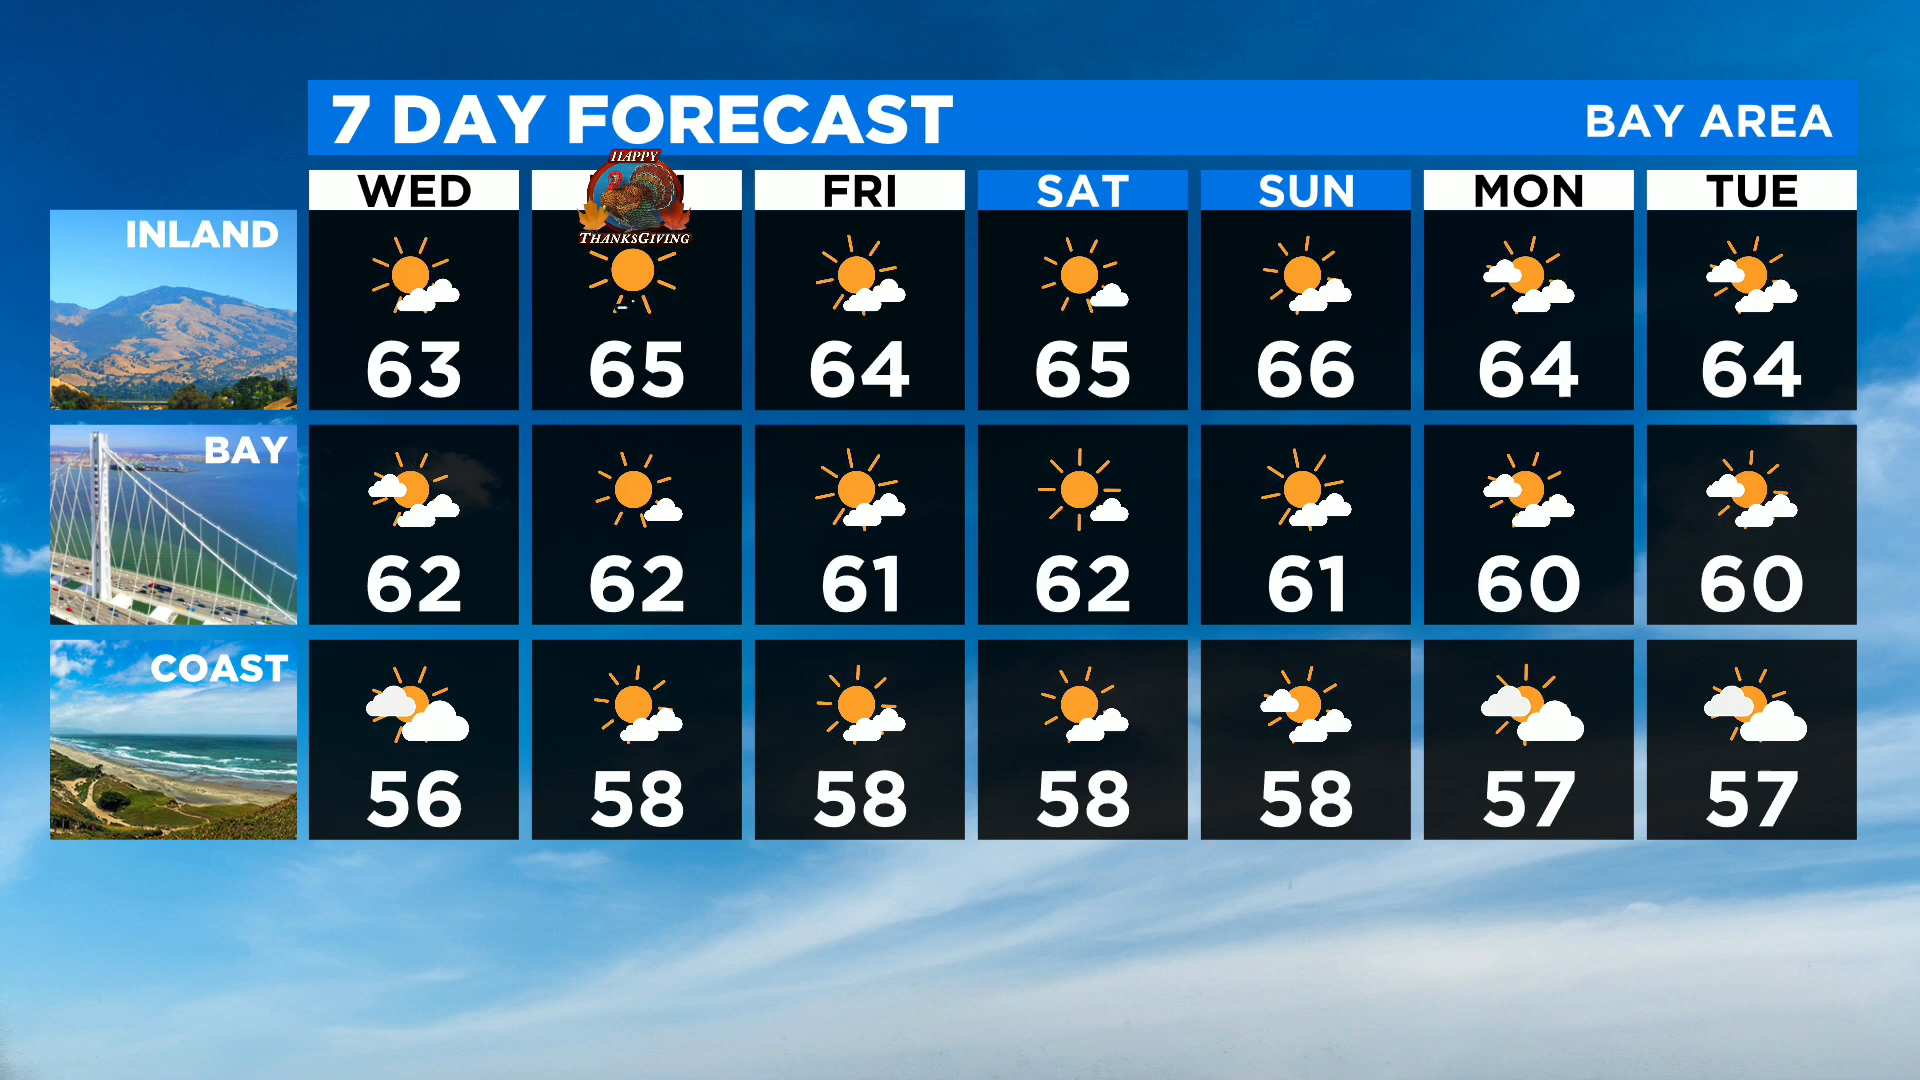 7 DAY FORECAST
BAY AREA
HAPPY
THANKSGIVING
WED
FRI
SAT
SUN
MON
TUE
INLAND
63 65 64 65 66 64 64
BAY
62 62 61 62 61 60 60
COAST
56 58 58 58 58 57 57